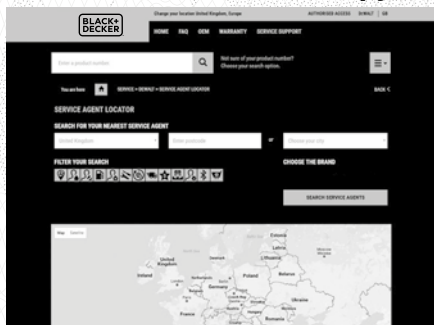 BLACK+
DECKER
Change your location United Kingdom, Europe
AUTHORISED ACCESS
DeWALT
GB
HOME FAQ OEM WARRANTY SERVICE SUPPORT
Enter a product number
Not sure of your product number?
Choose your search option.
You are here:
SERVICE > DEWALT > SERVICE AGENT LOCATOR
BACK
SERVICE AGENT LOCATOR
SEARCH FOR YOUR NEAREST SERVICE AGENT
United Kingdom
Enter postcode
or
Choose your city
FILTER YOUR SEARCH
CHOOSE THE BRAND
SEARCH SERVICE AGENTS
Map Satellite
Estonia
Latvia
Lithuania
Denmark
United
Kingdom
Ireland
Belarus
Poland
Netherlands
Germany
Ukraine
France
Hungary
Romania